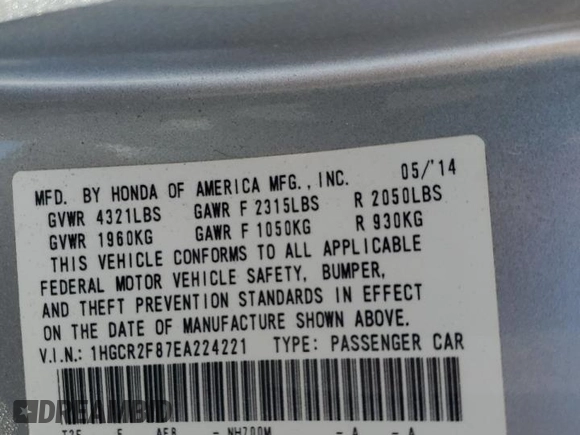 MFD. BY HONDA OF AMERICA MFG., INC. 05/'14
GVWR 4321LBS GAWR F 2315LBS R 2050LBS
GVWR 1960KG GAWR F 1050KG R 930KG
THIS VEHICLE CONFORMS TO ALL APPLICABLE
FEDERAL MOTOR VEHICLE SAFETY, BUMPER,
AND THEFT PREVENTION STANDARDS IN EFFECT
ON THE DATE OF MANUFACTURE SHOWN ABOVE.
V.I.N.: 1HGCR2F87EA224221 TYPE: PASSENGER CAR
NH700M - A - A
DREAMBID